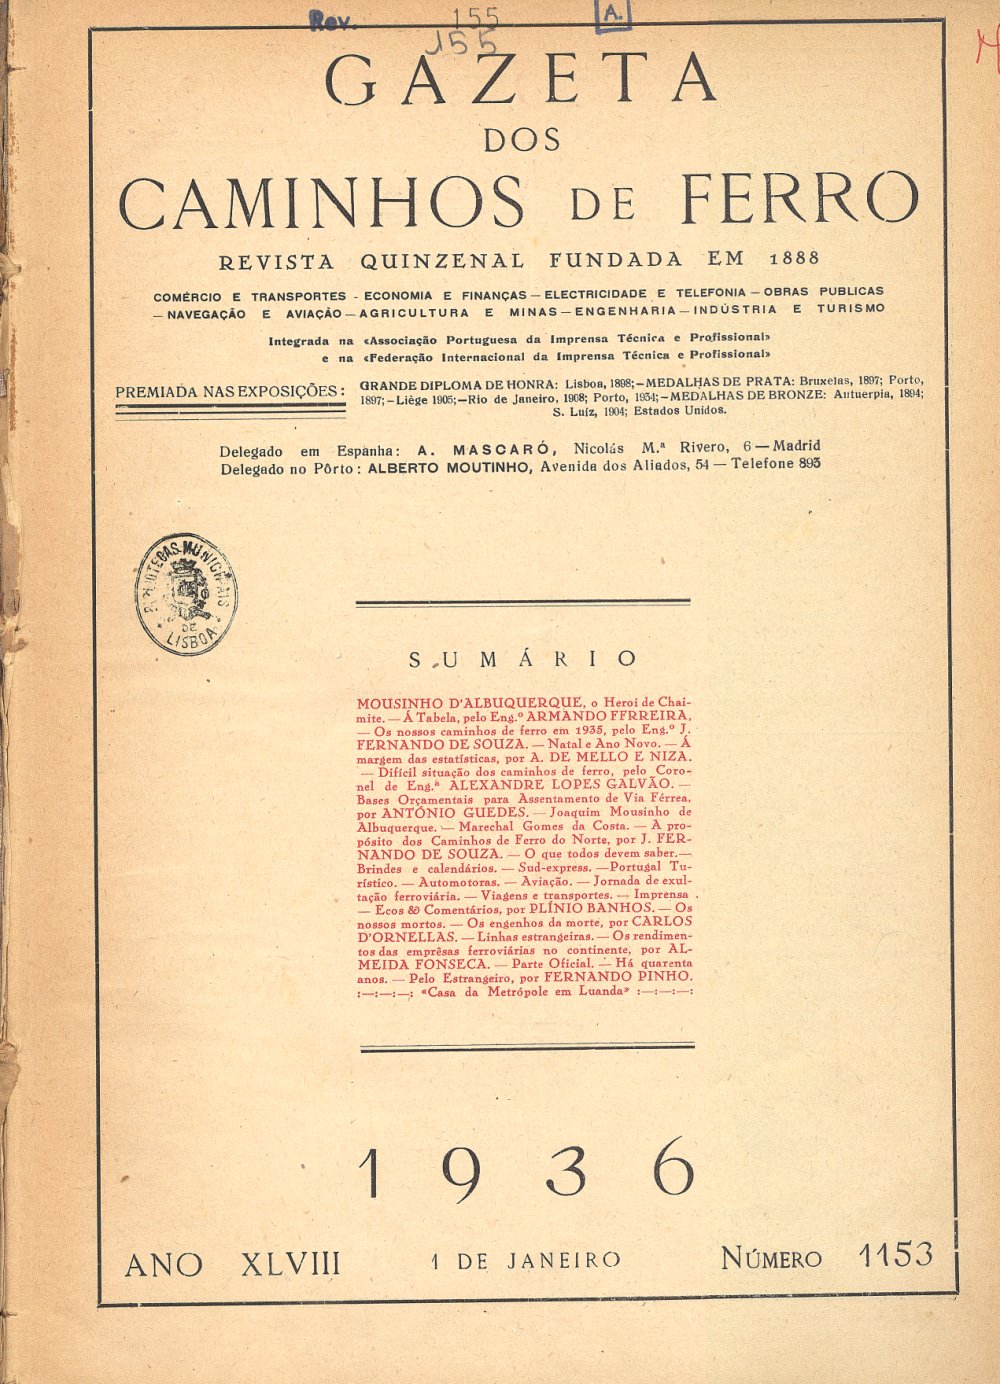 Rev.
155
155
A.
GAZETA
DOS
CAMINHOS DE FERRO
REVISTA QUINZENAL FUNDADA EM 1888
COMÉRCIO E TRANSPORTES - ECONOMIA E FINANÇAS — ELECTRICIDADE E TELEFONIA — OBRAS PUBLICAS
— NAVEGAÇÃO E AVIAÇÃO — AGRICULTURA E MINAS — ENGENHARIA — INDÚSTRIA E TURISMO
Integrada na «Associação Portuguesa da Imprensa Técnica e Profissional»
e na «Federação Internacional da Imprensa Técnica e Profissional»
PREMIADA NAS EXPOSIÇÕES:
GRANDE DIPLOMA DE HONRA: Lisboa, 1898;—MEDALHAS DE PRATA: Bruxelas, 1897; Porto,
1897;—Liége 1905;—Rio de Janeiro, 1908; Porto, 1934;—MEDALHAS DE BRONZE: Antuerpia, 1894;
S. Luíz, 1904; Estados Unidos.
Delegado em Espanha: A. MASCARÓ, Nicolás M.ª Rivero, 6 — Madrid
Delegado no Pôrto: ALBERTO MOUTINHO, Avenida dos Aliados, 54 — Telefone 893
BIBLIOTECAS MUNICIPAIS
DE
LISBOA
SUMÁRIO
MOUSINHO D'ALBUQUERQUE, o Heroi de Chai-
mite. — Á Tabela, pelo Eng.º ARMANDO FFRREIRA,
— Os nossos caminhos de ferro em 1935, pelo Eng.º J.
FERNANDO DE SOUZA. — Natal e Ano Novo. — Á
margem das estatísticas, por A. DE MELLO E NIZA.
— Difícil situação dos caminhos de ferro, pelo Coro-
nel de Eng.ª ALEXANDRE LOPES GALVÃO. —
Bases Orçamentais para Assentamento de Via Férrea,
por ANTÓNIO GUEDES. — Joaquim Mousinho de
Albuquerque. — Marechal Gomes da Costa. — A pro-
pósito dos Caminhos de Ferro do Norte, por J. FER-
NANDO DE SOUZA. — O que todos devem saber.—
Brindes e calendários. — Sud-express. —Portugal Tu-
rístico. — Automotoras. — Aviação. — Jornada de exul-
tação ferroviária. — Viagens e transportes. — Imprensa .
— Ecos & Comentários, por PLÍNIO BANHOS. — Os
nossos mortos. — Os engenhos da morte, por CARLOS
D'ORNELLAS. — Linhas estrangeiras. — Os rendimen-
tos das emprêsas ferroviárias no continente, por AL-
MEIDA FONSECA. — Parte Oficial. — Há quarenta
anos. — Pelo Estrangeiro, por FERNANDO PINHO.
:—:—:—: «Casa da Metrópole em Luanda» :—:—:—:
1936
ANO XLVIII
1 DE JANEIRO
NÚMERO 1153